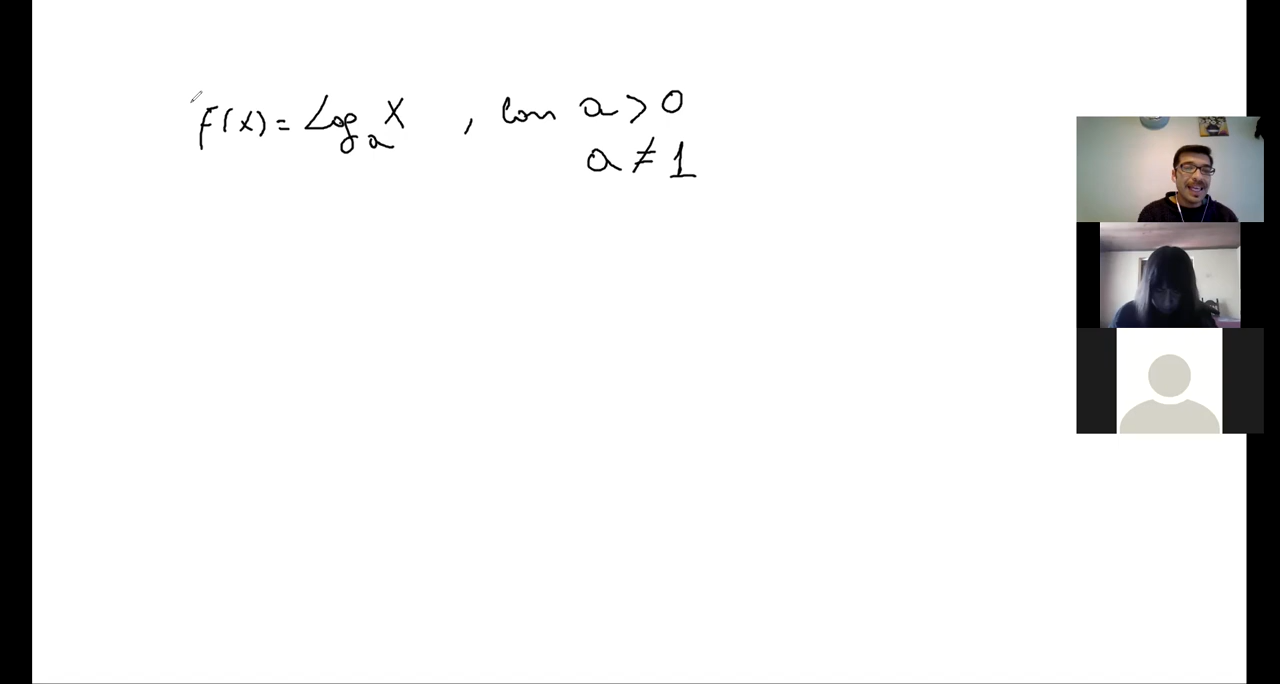 F(x) = Log_a x , con a > 0
a ≠ 1